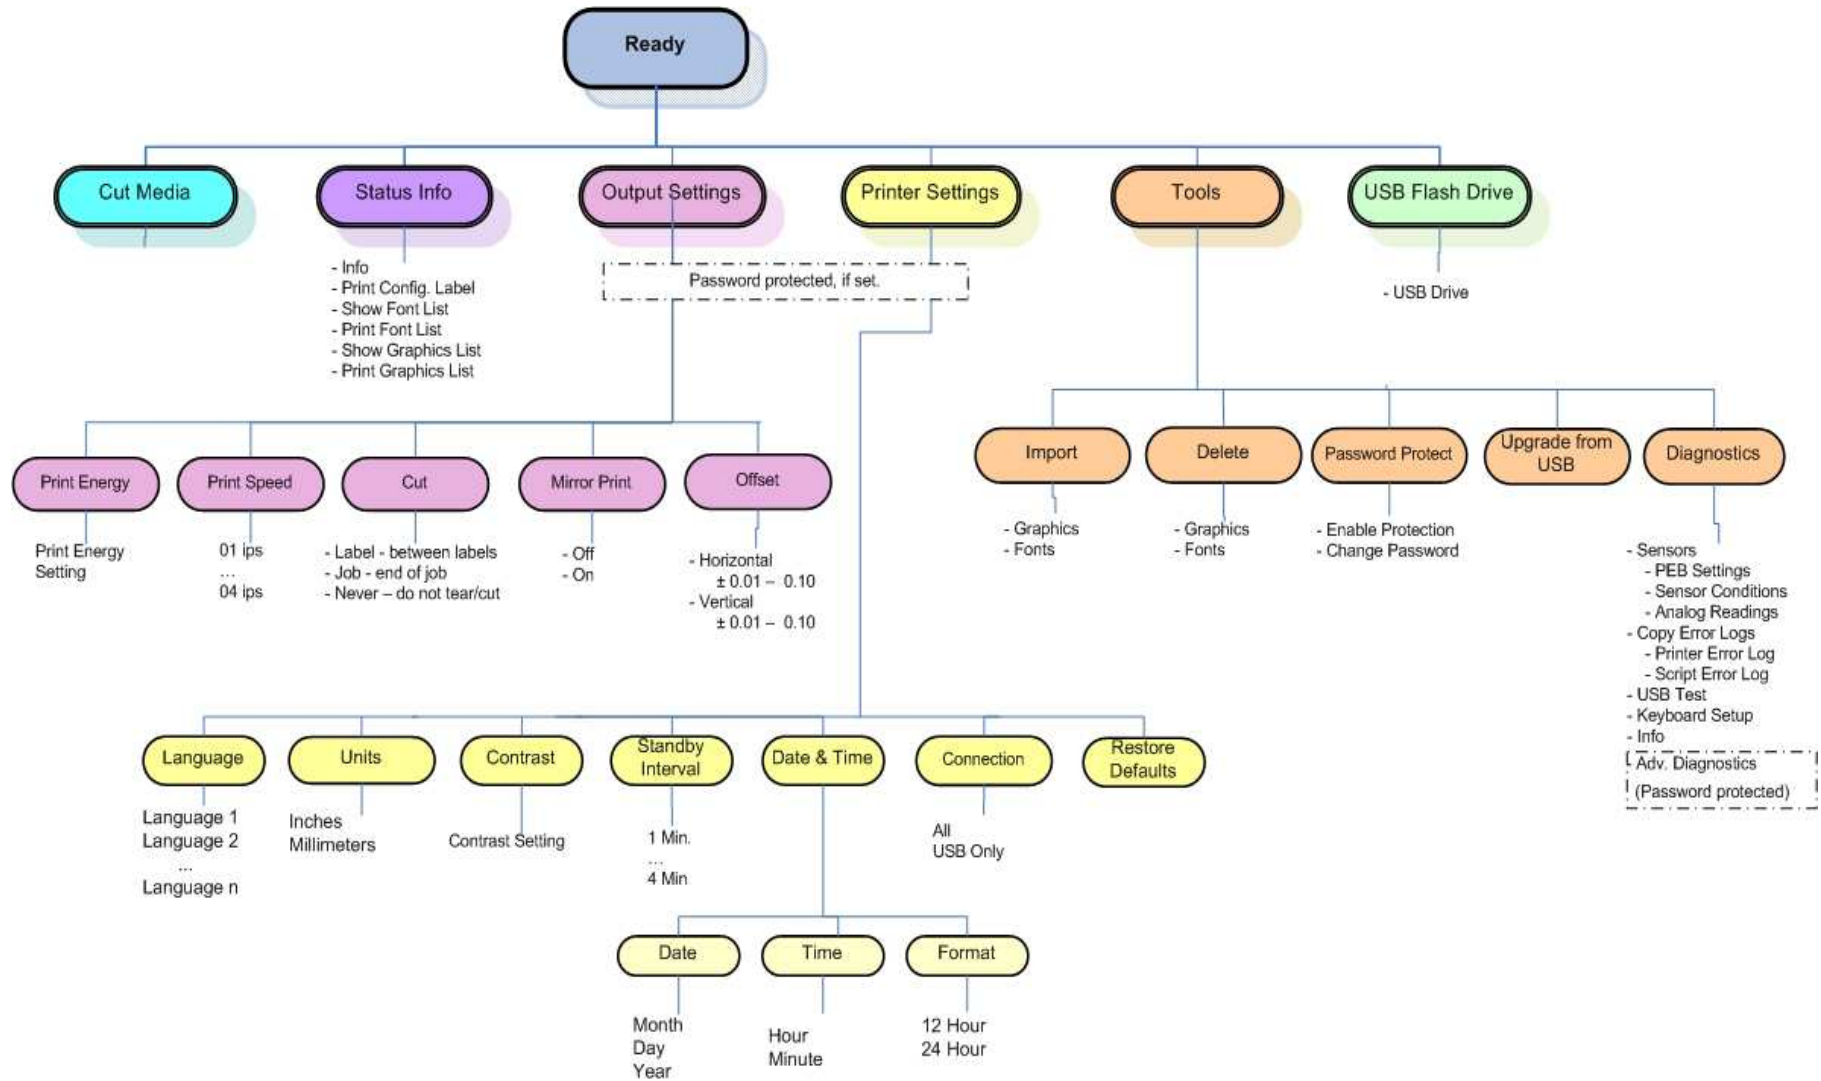 Ready
Cut Media
Status Info
Output Settings
Printer Settings
Tools
USB Flash Drive
- Info
- Print Config. Label
- Show Font List
- Print Font List
- Show Graphics List
- Print Graphics List
Password protected, if set.
- USB Drive
Print Energy
Print Speed
Cut
Mirror Print
Offset
Print Energy
Setting
01 ips
...
04 ips
- Label - between labels
- Job - end of job
- Never – do not tear/cut
- Off
- On
- Horizontal
± 0.01 – 0.10
- Vertical
± 0.01 – 0.10
Import
Delete
Password Protect
Upgrade from
USB
Diagnostics
- Graphics
- Fonts
- Graphics
- Fonts
- Enable Protection
- Change Password
- Sensors
- PEB Settings
- Sensor Conditions
- Analog Readings
- Copy Error Logs
- Printer Error Log
- Script Error Log
- USB Test
- Keyboard Setup
- Info
Adv. Diagnostics
(Password protected)
Language
Units
Contrast
Standby
Interval
Date & Time
Connection
Restore
Defaults
Language 1
Language 2
...
Language n
Inches
Millimeters
Contrast Setting
1 Min.
...
4 Min
All
USB Only
Date
Time
Format
Month
Day
Year
Hour
Minute
12 Hour
24 Hour